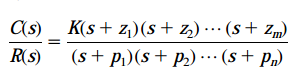 C(s)/R(s) = K(s + z₁)(s + z₂) ⋯ (s + zₘ)/(s + p₁)(s + p₂) ⋯ (s + pₙ)